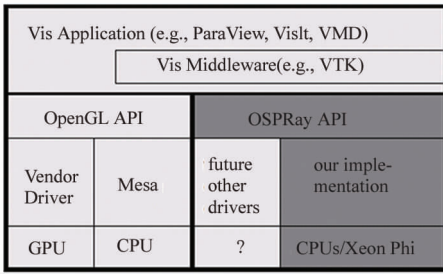 Vis Application (e.g., ParaView, VisIt, VMD)
Vis Middleware(e.g., VTK)
OpenGL API
OSPRay API
Vendor
Driver
Mesa
future
other
drivers
our imple-
mentation
GPU
CPU
?
CPUs/Xeon Phi